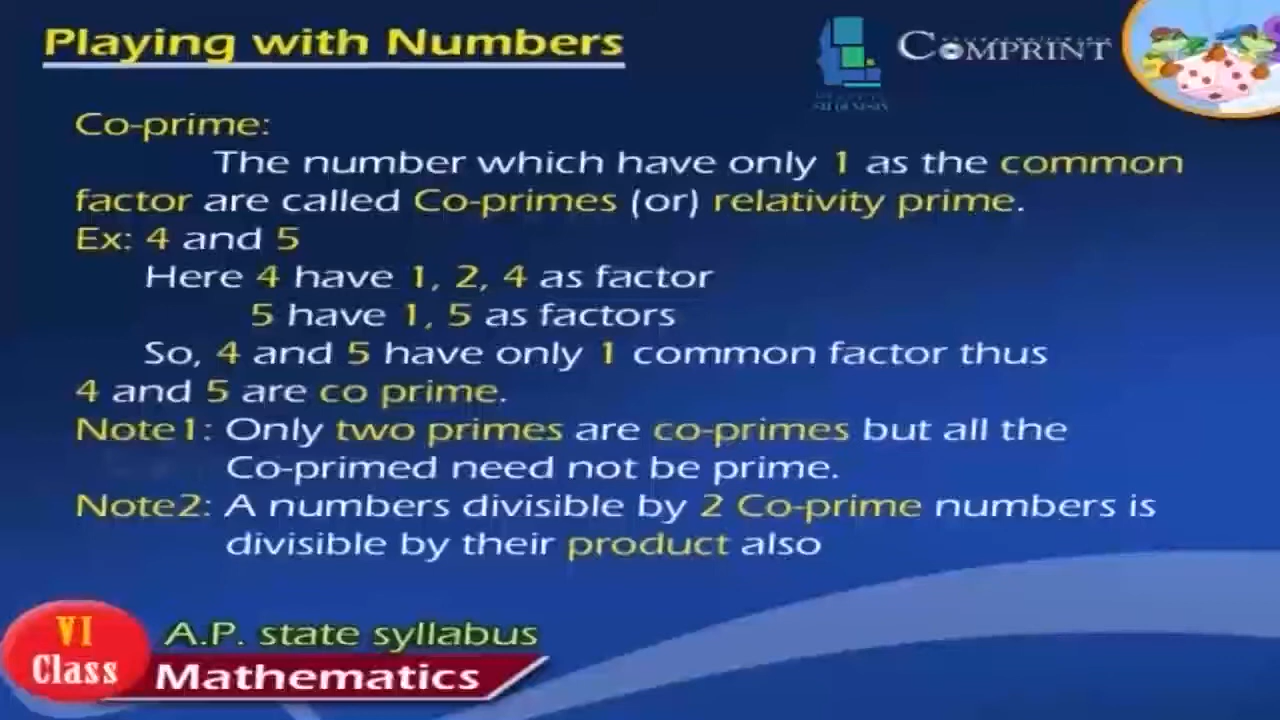 Playing with Numbers
COMPRINT
Co-prime:
The number which have only 1 as the common
factor are called Co-primes (or) relativity prime.
Ex: 4 and 5
Here 4 have 1, 2, 4 as factor
5 have 1, 5 as factors
So, 4 and 5 have only 1 common factor thus
4 and 5 are co prime.
Note1: Only two primes are co-primes but all the
Co-primed need not be prime.
Note2: A numbers divisible by 2 Co-prime numbers is
divisible by their product also
VI
Class
A.P. state syllabus
Mathematics